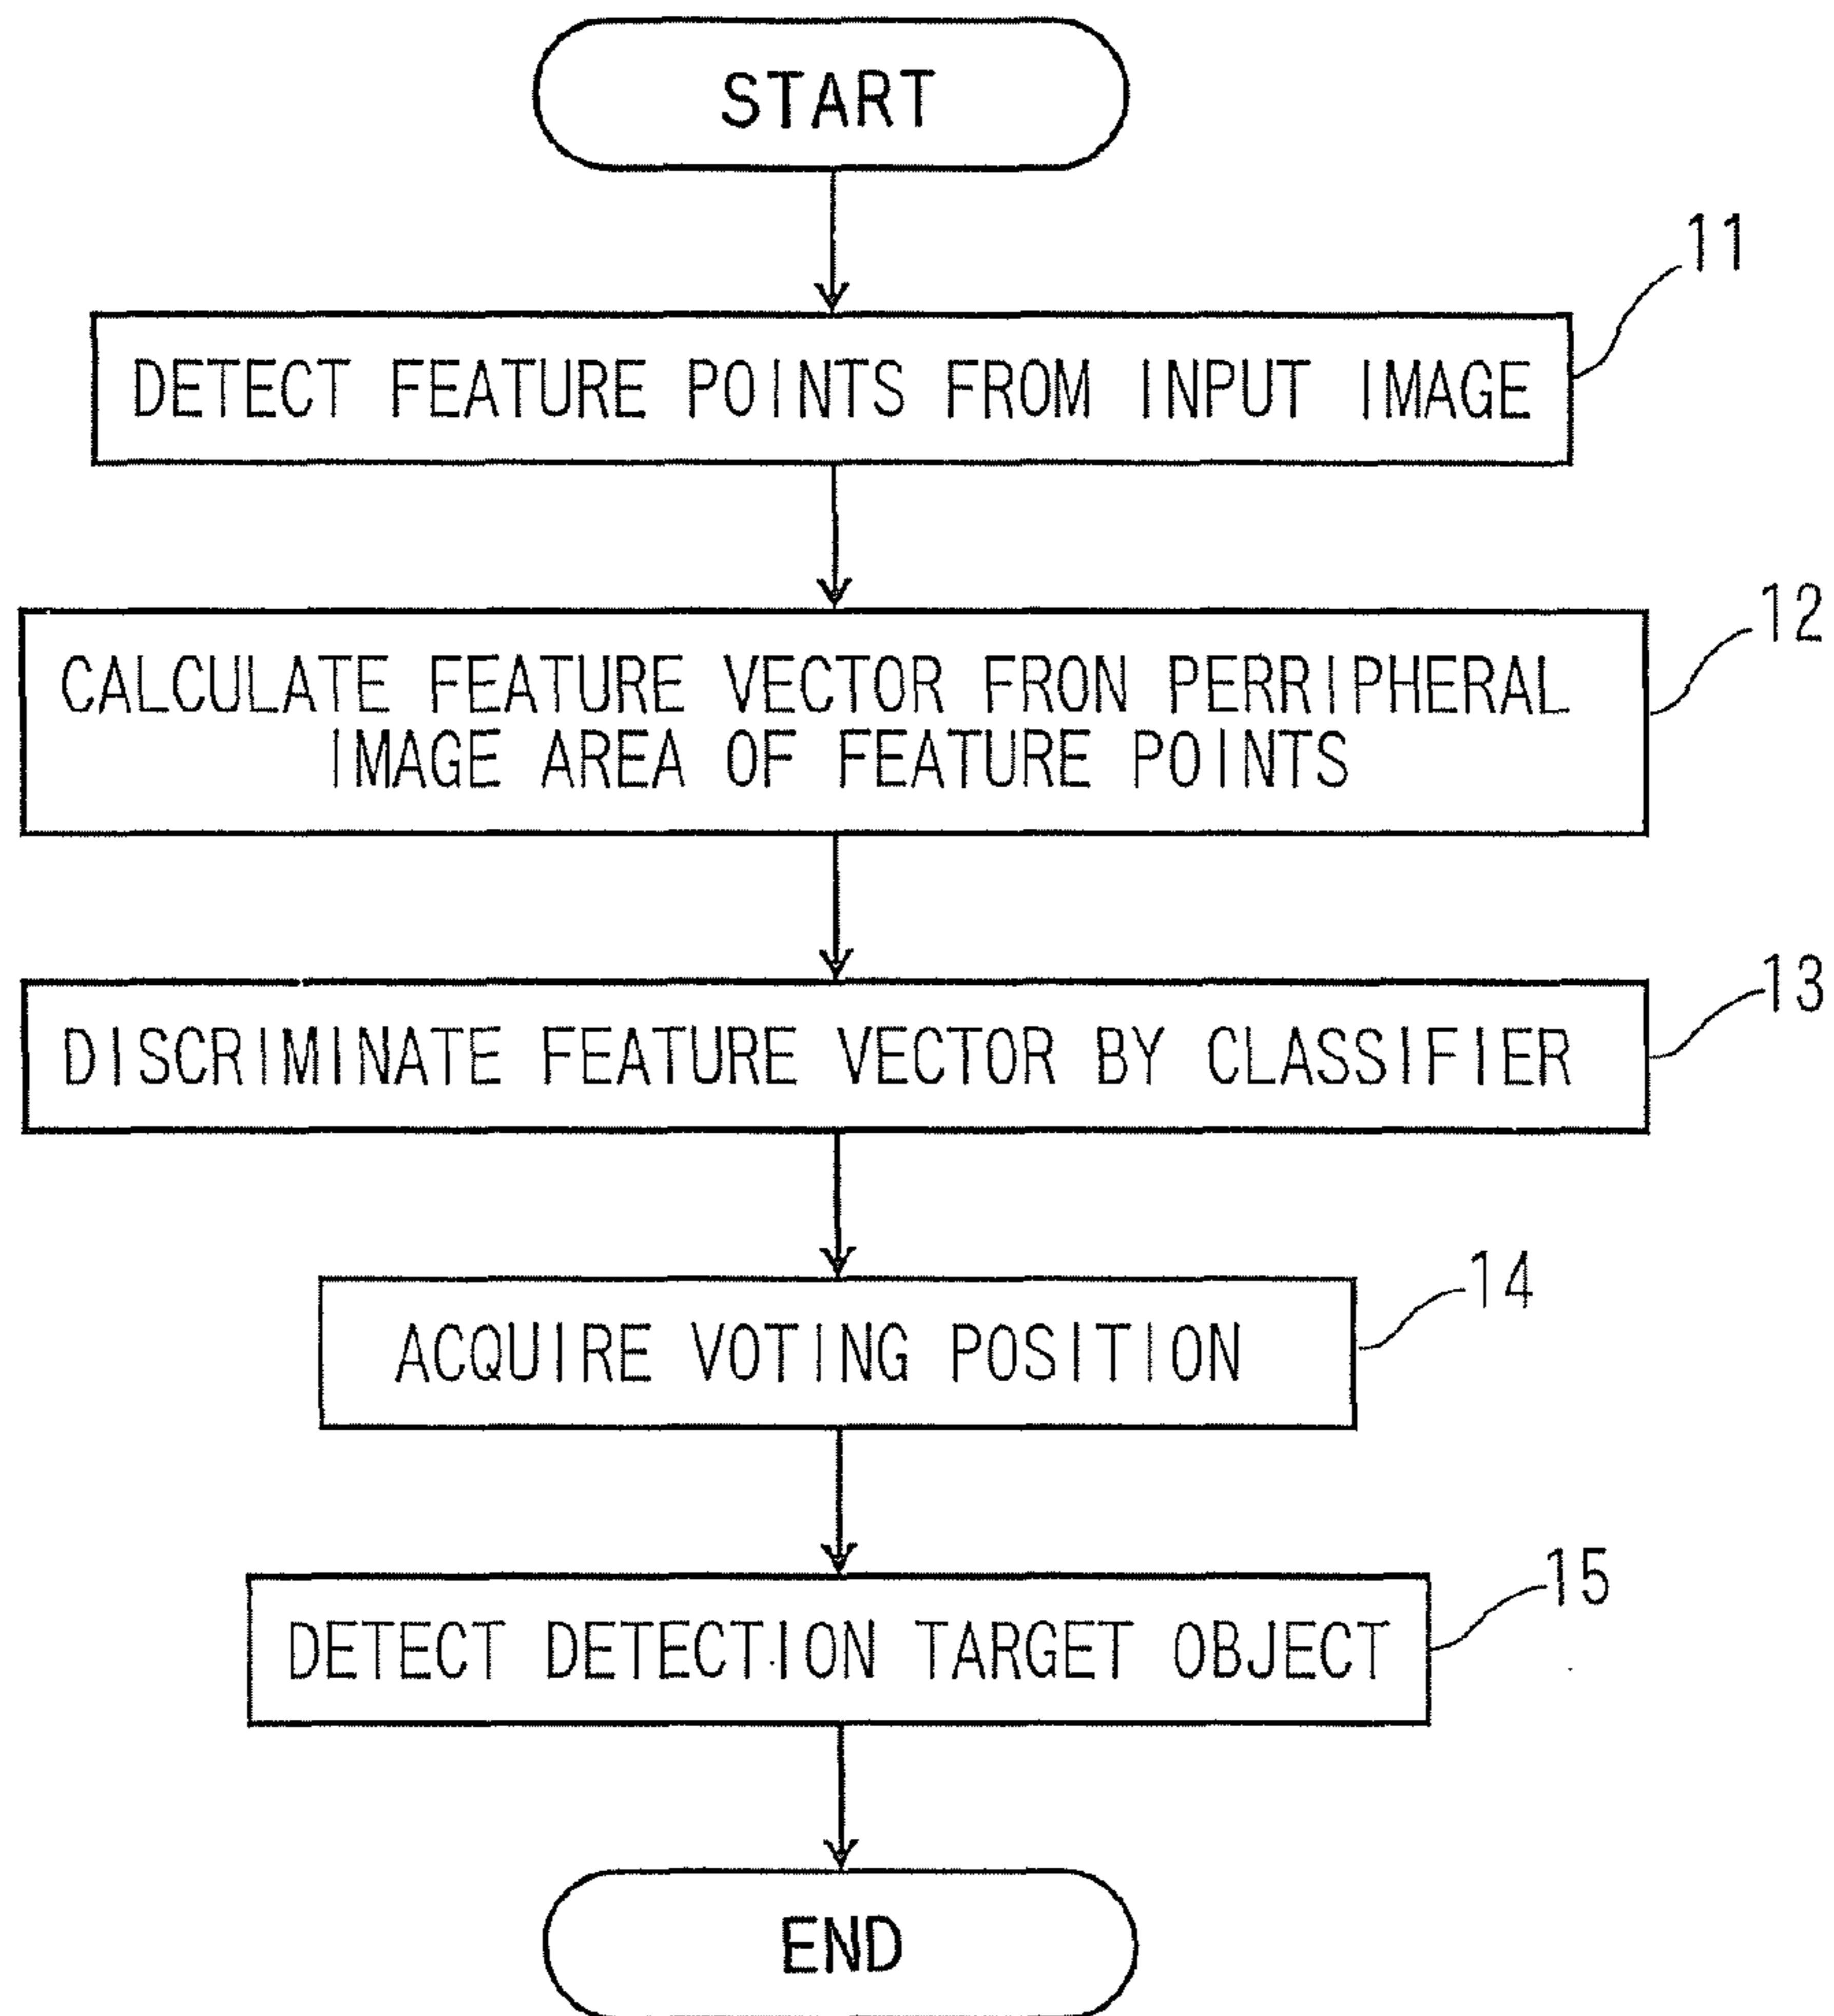 START
11
DETECT FEATURE POINTS FROM INPUT IMAGE
12
CALCULATE FEATURE VECTOR FRON PERRIPHERAL
IMAGE AREA OF FEATURE POINTS
13
DISCRIMINATE FEATURE VECTOR BY CLASSIFIER
14
ACQUIRE VOTING POSITION
15
DETECT DETECTION TARGET OBJECT
END